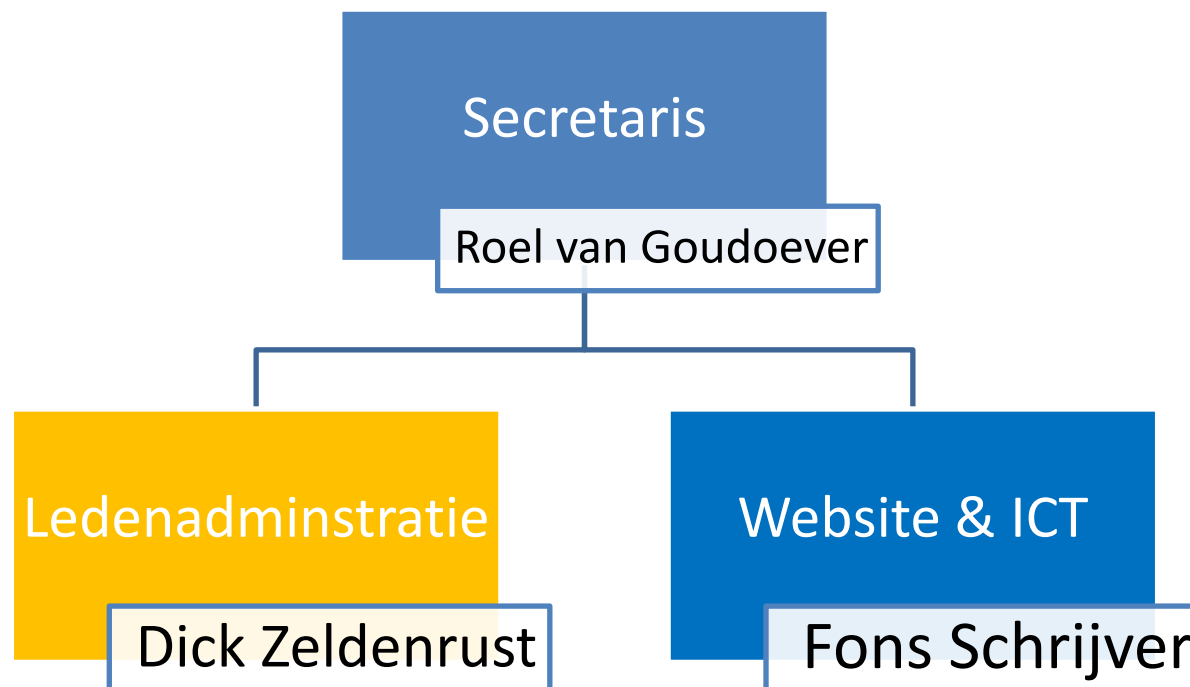 Secretaris
Roel van Goudoever
Ledenadminstratie
Dick Zeldenrust
Website & ICT
Fons Schrijver